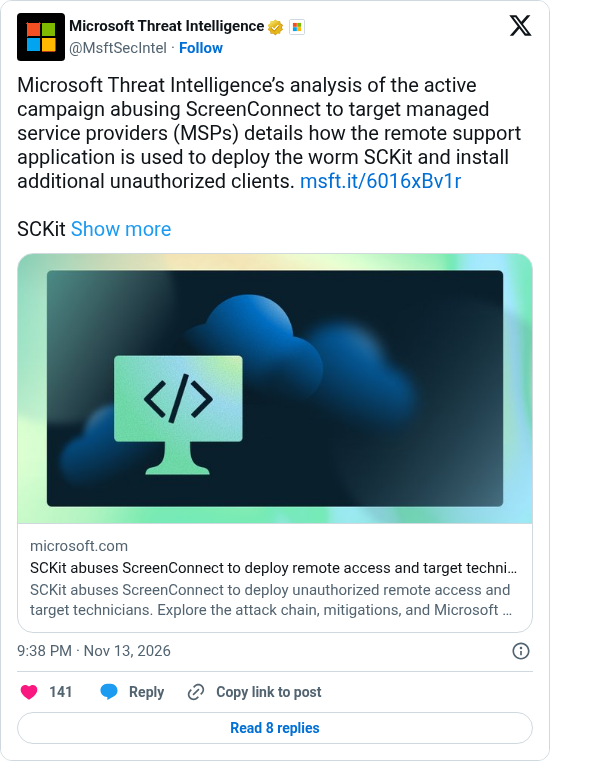 Microsoft Threat Intelligence
@MsftSecIntel · Follow
Microsoft Threat Intelligence’s analysis of the active
campaign abusing ScreenConnect to target managed
service providers (MSPs) details how the remote support
application is used to deploy the worm SCKit and install
additional unauthorized clients. msft.it/6016xBv1r
SCKit Show more
</>
microsoft.com
SCKit abuses ScreenConnect to deploy remote access and target techni…
SCKit abuses ScreenConnect to deploy unauthorized remote access and
target technicians. Explore the attack chain, mitigations, and Microsoft …
9:38 PM · Nov 13, 2026
141 Reply Copy link to post
Read 8 replies